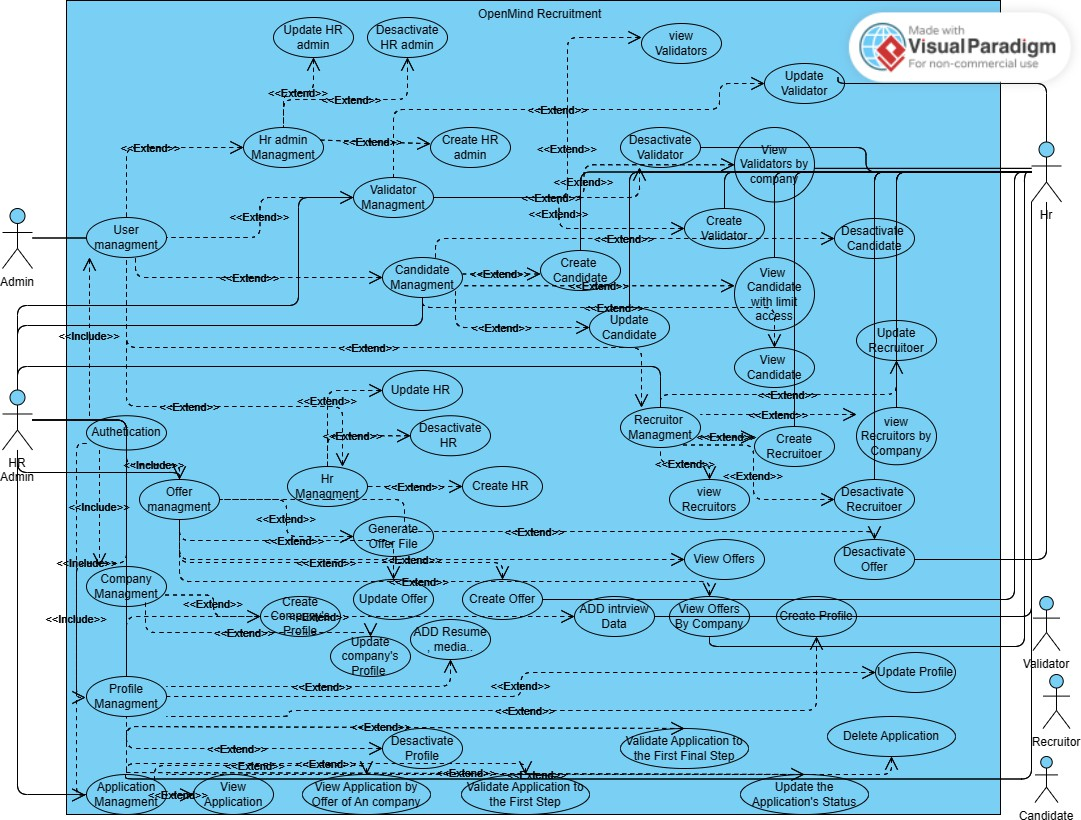 OpenMind Recruitment
Made with
VisualParadigm
For non-commercial use
Update HR
admin
Desactivate
HR admin
view
Validators
Update
Validator
<<Extend>>
<<Extend>>
<<Extend>>
Hr admin
Managment
<<Extend>>
<<Extend>>
Create HR
admin
<<Extend>>
Desactivate
Validator
View
Validators by
company
Hr
<<Extend>>
Validator
Managment
<<Extend>>
<<Extend>>
<<Extend>>
User
managment
<<Extend>>
Create
Validator
<<Extend>>
Desactivate
Candidate
Admin
<<Extend>>
Candidate
Managment
<<Extend>>
Create
Candidate
<<Extend>>
View
Candidate
with limit
access
<<Extend>>
<<Extend>>
Update
Candidate
<<Include>>
<<Extend>>
Update
Recruitoer
View
Candidate
Update HR
<<Extend>>
<<Extend>>
<<Extend>>
<<Extend>>
HR
Admin
Authetication
<<Extend>>
Desactivate
HR
Recruitor
Managment
<<Extend>>
Create
Recruitoer
view
Recruitors by
Company
<<Include>>
<<Extend>>
<<Extend>>
Offer
managment
Hr
Managment
<<Extend>>
Create HR
view
Recruitors
Desactivate
Recruitoer
<<Include>>
<<Extend>>
Generate
Offer File
<<Extend>>
<<Extend>>
<<Include>>
<<Extend>>
<<Extend>>
View Offers
Desactivate
Offer
Company
Managment
<<Extend>>
Update Offer
Create Offer
<<Extend>>
Create
Company's
Profile
<<Extend>>
ADD intrview
Data
View Offers
By Company
Create Profile
<<Include>>
<<Extend>>
ADD Resume
, media..
Update
company's
Profile
Validator
Update Profile
Profile
Managment
<<Extend>>
<<Extend>>
<<Extend>>
Recruitor
<<Extend>>
Desactivate
Profile
<<Extend>>
Validate Application to
the First Final Step
Delete Application
<<Extend>>
<<Extend>>
<<Extend>>
<<Extend>>
Application
Managment
<<Extend>>
View
Application
View Application by
Offer of An company
Validate Application to
the First Step
Update the
Application's Status
Candidate